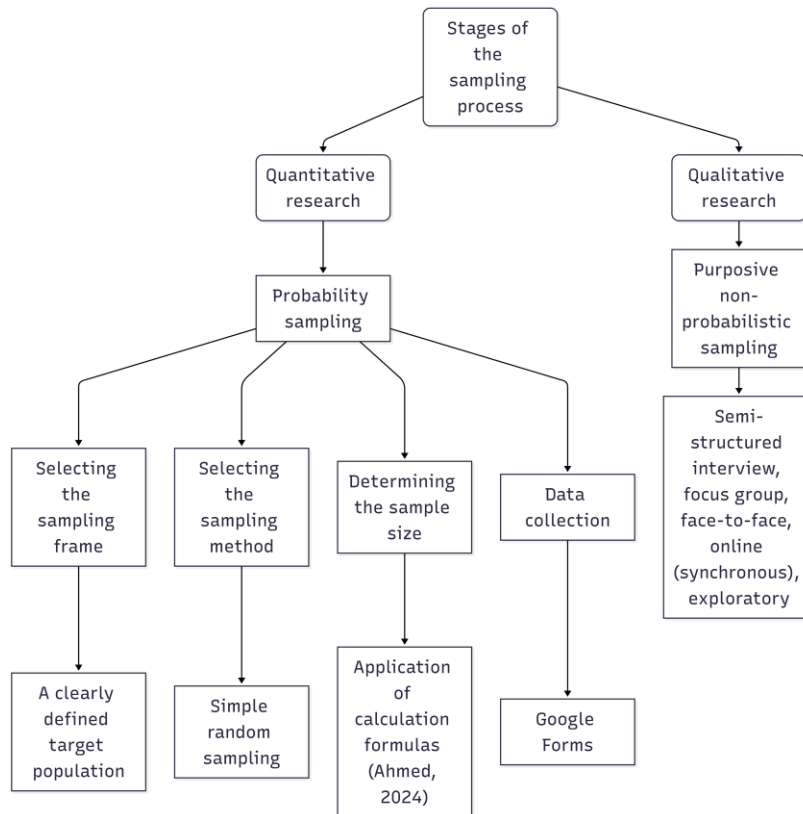 Stages of
the
sampling
process
Quantitative
research
Qualitative
research
Probability
sampling
Purposive
non-
probabilistic
sampling
Selecting
the
sampling
frame
Selecting
the
sampling
method
Determining
the sample
size
Data
collection
Semi-
structured
interview,
focus group,
face-to-face,
online
(synchronous),
exploratory
A clearly
defined
target
population
Simple
random
sampling
Application
of
calculation
formulas
(Ahmed,
2024)
Google
Forms